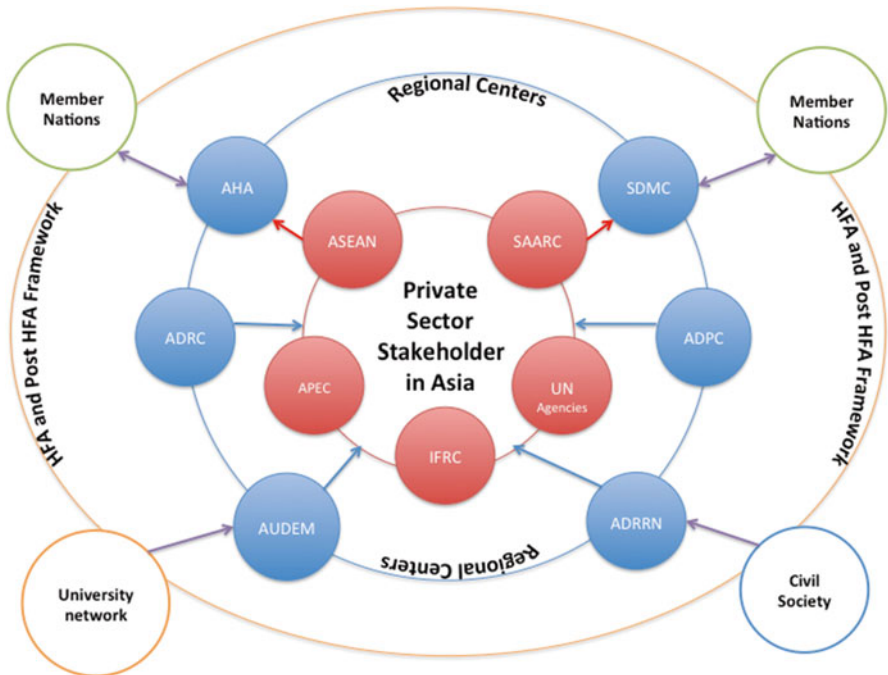 Member
Nations
Regional Centers
Member
Nations
AHA
SDMC
ASEAN
SAARC
HFA and Post HFA Framework
HFA and Post HFA Framework
Private
Sector
Stakeholder
in Asia
ADRC
ADPC
APEC
UN
Agencies
IFRC
AUDEM
ADRRN
Regional Centers
University
network
Civil
Society